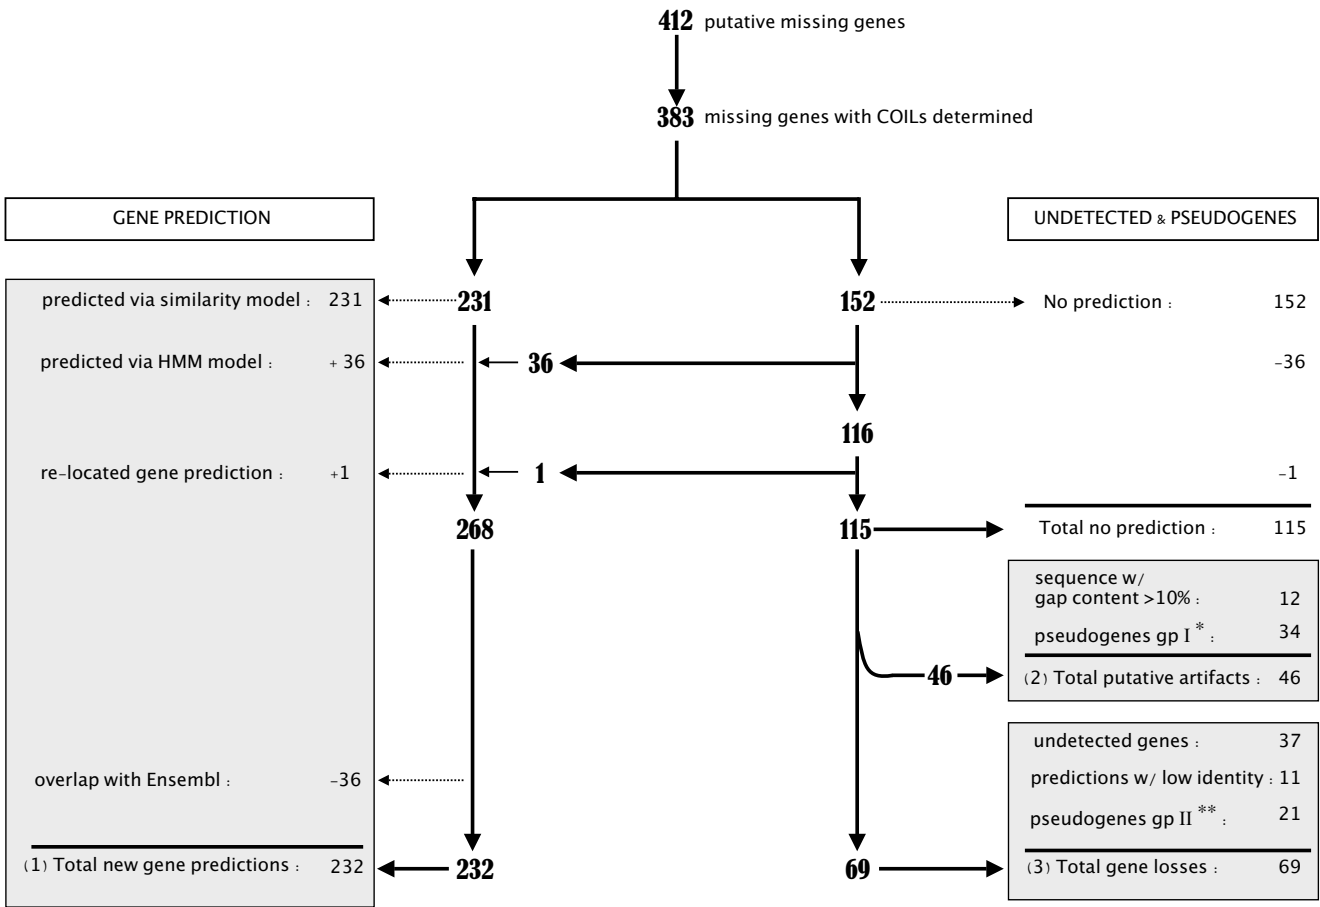 412 putative missing genes
383 missing genes with COILs determined
GENE PREDICTION
UNDETECTED & PSEUDOGENES
predicted via similarity model : 231
231
152
No prediction : 152
predicted via HMM model : + 36
36
-36
116
re-located gene prediction : +1
1
-1
268
115
Total no prediction : 115
sequence w/
gap content >10% : 12
pseudogenes gp I * : 34
46
(2) Total putative artifacts : 46
undetected genes : 37
overlap with Ensembl : -36
predictions w/ low identity : 11
pseudogenes gp II ** : 21
(1) Total new gene predictions : 232
232
69
(3) Total gene losses : 69